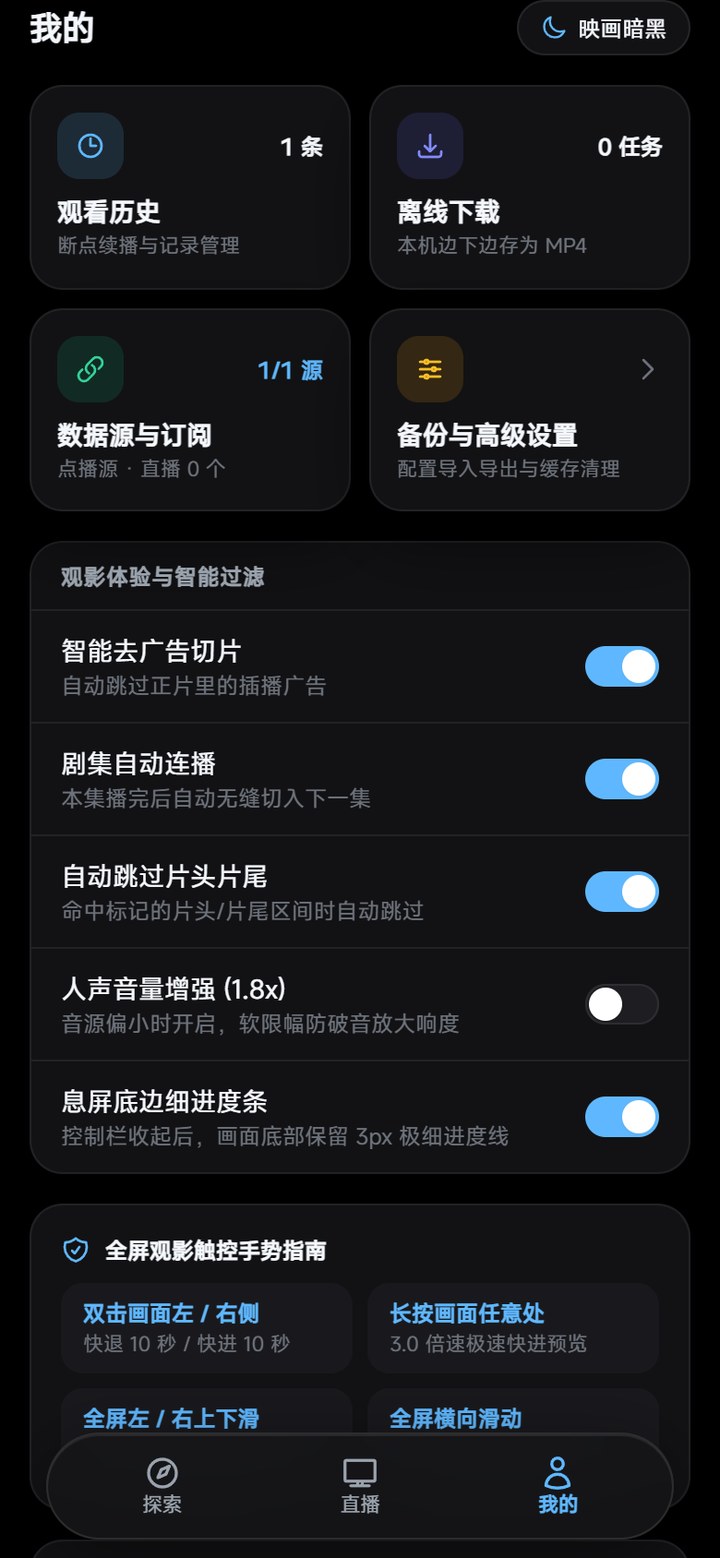 我的
映画暗黑
1 条
观看历史
断点续播与记录管理
0 任务
离线下载
本机边下边存为 MP4
1/1 源
数据源与订阅
点播源 · 直播 0 个
备份与高级设置
配置导入导出与缓存清理
观影体验与智能过滤
智能去广告切片
自动跳过正片里的插播广告
剧集自动连播
本集播完后自动无缝切入下一集
自动跳过片头片尾
命中标记的片头/片尾区间时自动跳过
人声音量增强 (1.8x)
音源偏小时开启，软限幅防破音放大响度
息屏底边细进度条
控制栏收起后，画面底部保留 3px 极细进度线
全屏观影触控手势指南
双击画面左 / 右侧
快退 10 秒 / 快进 10 秒
长按画面任意处
3.0 倍速极速快进预览
全屏左 / 右上下滑
全屏横向滑动
探索
直播
我的